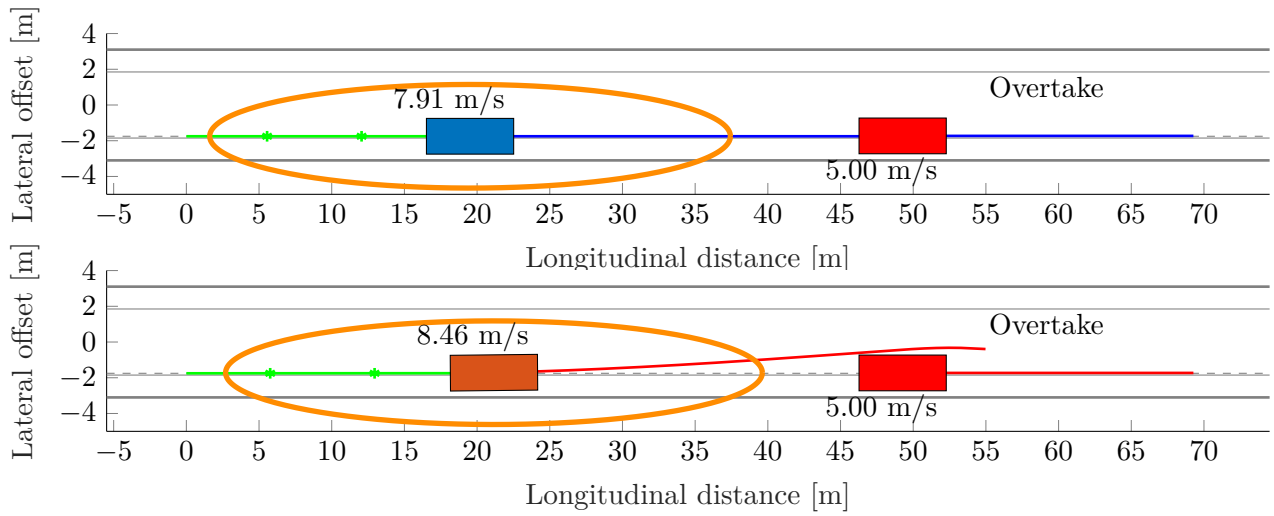 4
2
0
−2
−4
Lateral offset [m]
7.91 m/s
Overtake
5.00 m/s
−5 0 5 10 15 20 25 30 35 40 45 50 55 60 65 70
Longitudinal distance [m]
4
2
0
−2
−4
Lateral offset [m]
8.46 m/s
Overtake
5.00 m/s
−5 0 5 10 15 20 25 30 35 40 45 50 55 60 65 70
Longitudinal distance [m]